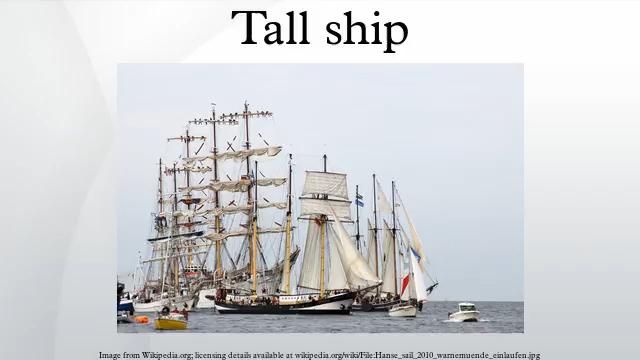 Tall ship
Image from Wikipedia.org; licensing details available at wikipedia.org/wiki/File:Hanse_sail_2010_warnemuende_einlaufen.jpg